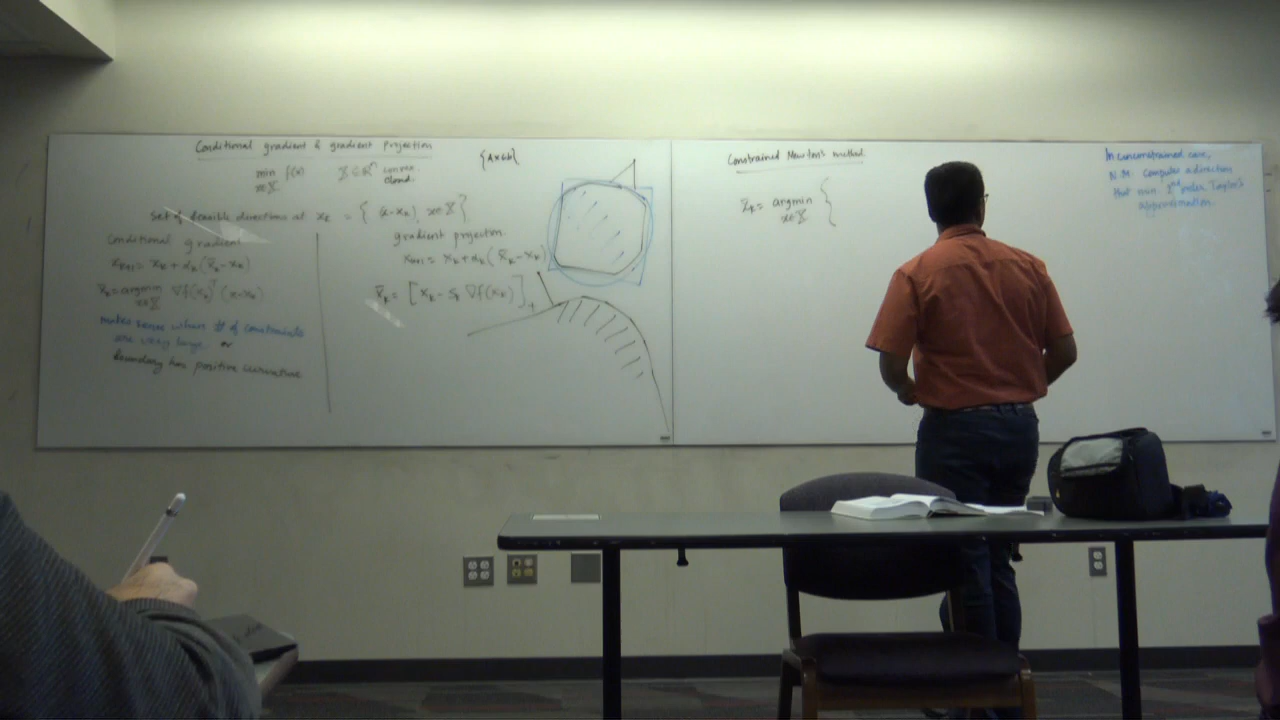 Conditional gradient & gradient projection
min f(x) X ⊆ ℝⁿ convex
x∈X closed
{Ax≤b}
Set of feasible directions at xₖ = { (x-xₖ) | x∈X }
Conditional gradient
xₖ₊₁ = xₖ + αₖ(x̄ₖ - xₖ)
x̄ₖ = argmin ∇f(xₖ)ᵀ(x-xₖ)
x∈X
makes sense when # of constraints
are very large or
boundary has positive curvature
gradient projection
xₖ₊₁ = xₖ + αₖ(x̄ₖ - xₖ)
x̄ₖ = [xₖ - sₖ ∇f(xₖ)]₊
Constrained Newton's method
x̄ₖ = argmin {
x∈X
In unconstrained case,
N.M. computes a direction
that min. 2nd order Taylor's
approximation.